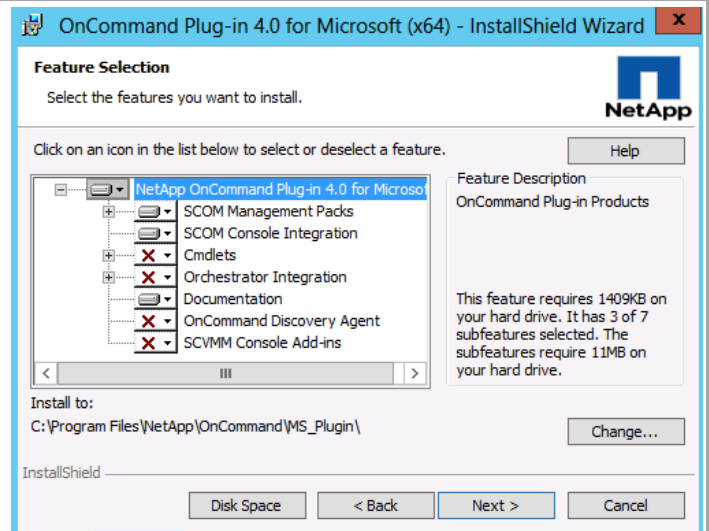 OnCommand Plug-in 4.0 for Microsoft (x64) - InstallShield Wizard
x
Feature Selection
Select the features you want to install.
NetApp
Click on an icon in the list below to select or deselect a feature.
Help
NetApp OnCommand Plug-in 4.0 for Microsof
SCOM Management Packs
SCOM Console Integration
Cmdlets
Orchestrator Integration
Documentation
OnCommand Discovery Agent
SCVMM Console Add-ins
Feature Description
OnCommand Plug-in Products
This feature requires 1409KB on
your hard drive. It has 3 of 7
subfeatures selected. The
subfeatures require 11MB on
your hard drive.
Install to:
C:\Program Files\NetApp\OnCommand\MS_Plugin\
Change...
InstallShield
Disk Space
< Back
Next >
Cancel